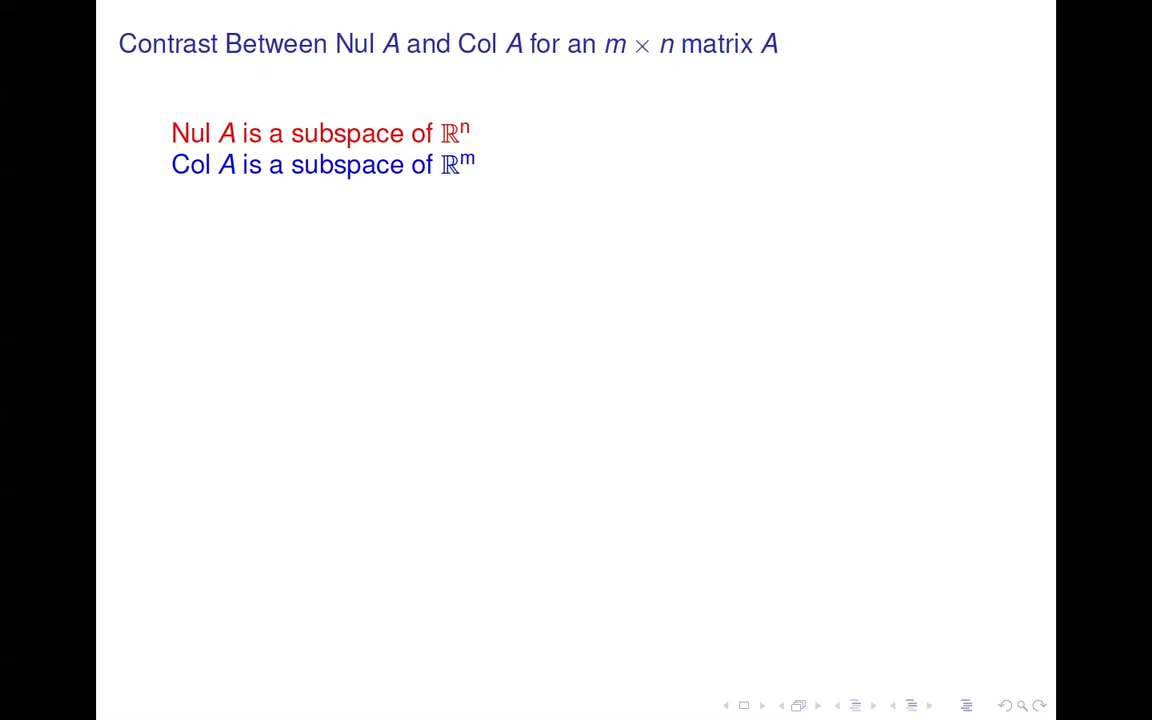 Contrast Between Nul A and Col A for an m × n matrix A
Nul A is a subspace of ℝⁿ
Col A is a subspace of ℝᵐ